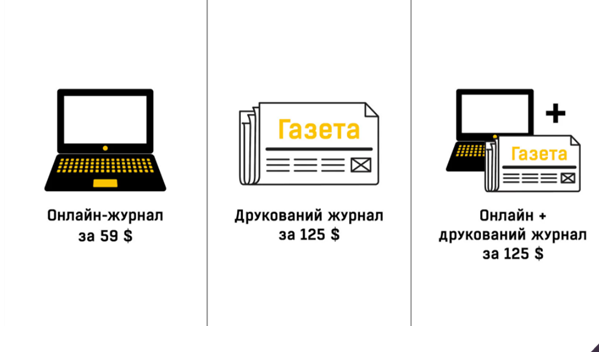 Онлайн-журнал
за 59 $
Газета
Друкований журнал
за 125 $
+
Газета
Онлайн +
друкований журнал
за 125 $